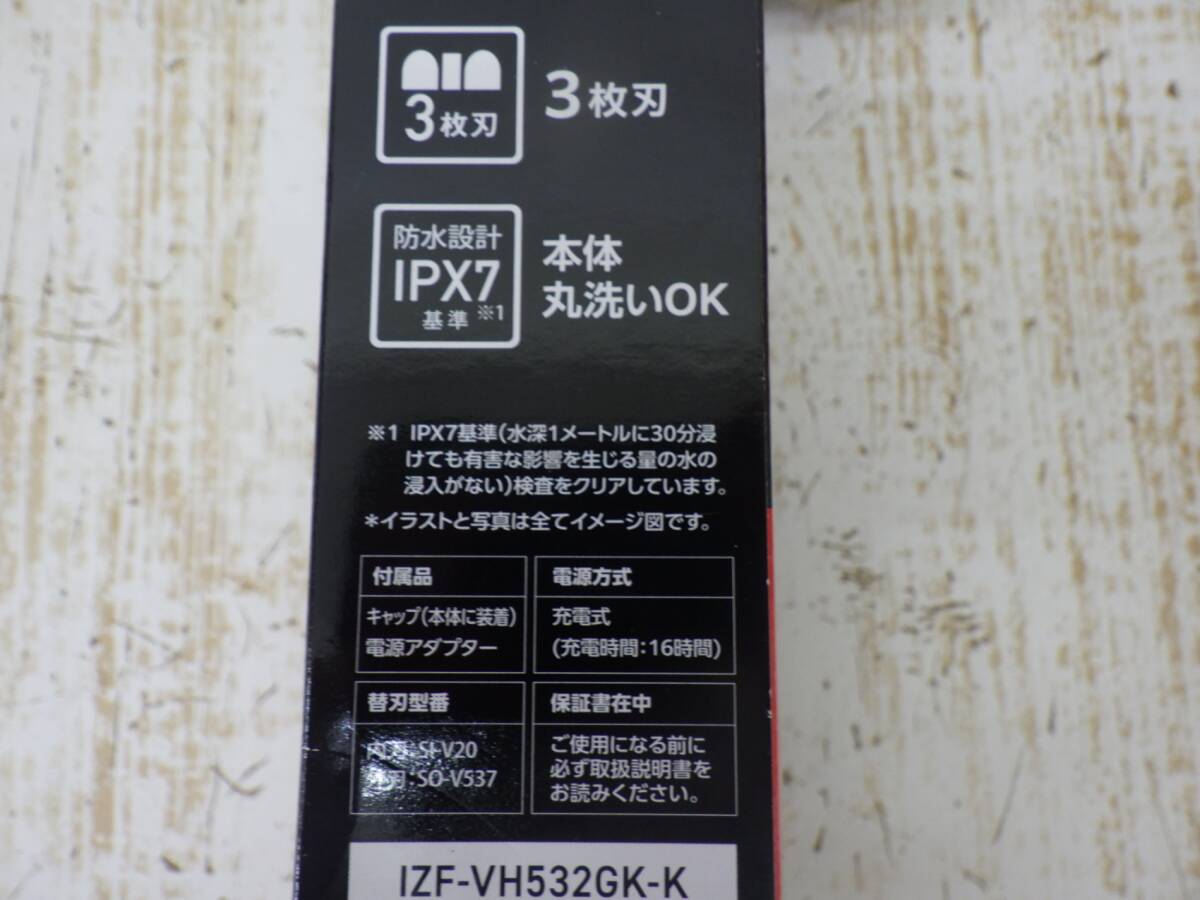 3枚刃
3枚刃
防水設計
IPX7
基準 ※1
本体
丸洗いOK
※1 IPX7基準(水深1メートルに30分浸
けても有害な影響を生じる量の水の
浸入がない)検査をクリアしています。
＊イラストと写真は全てイメージ図です。
付属品
キャップ(本体に装着)
電源アダプター
電源方式
充電式
(充電時間:16時間)
替刃型番
SI-V20
刃:SO-V537
保証書在中
ご使用になる前に
必ず取扱説明書を
お読みください。
IZF-VH532GK-K